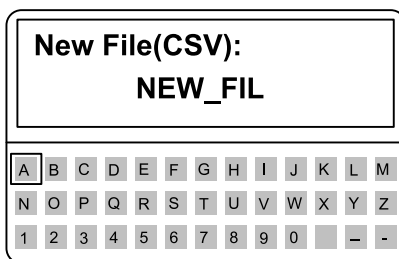 New File(CSV):
NEW_FIL
A B C D E F G H I J K L M
N O P Q R S T U V W X Y Z
1 2 3 4 5 6 7 8 9 0 – -